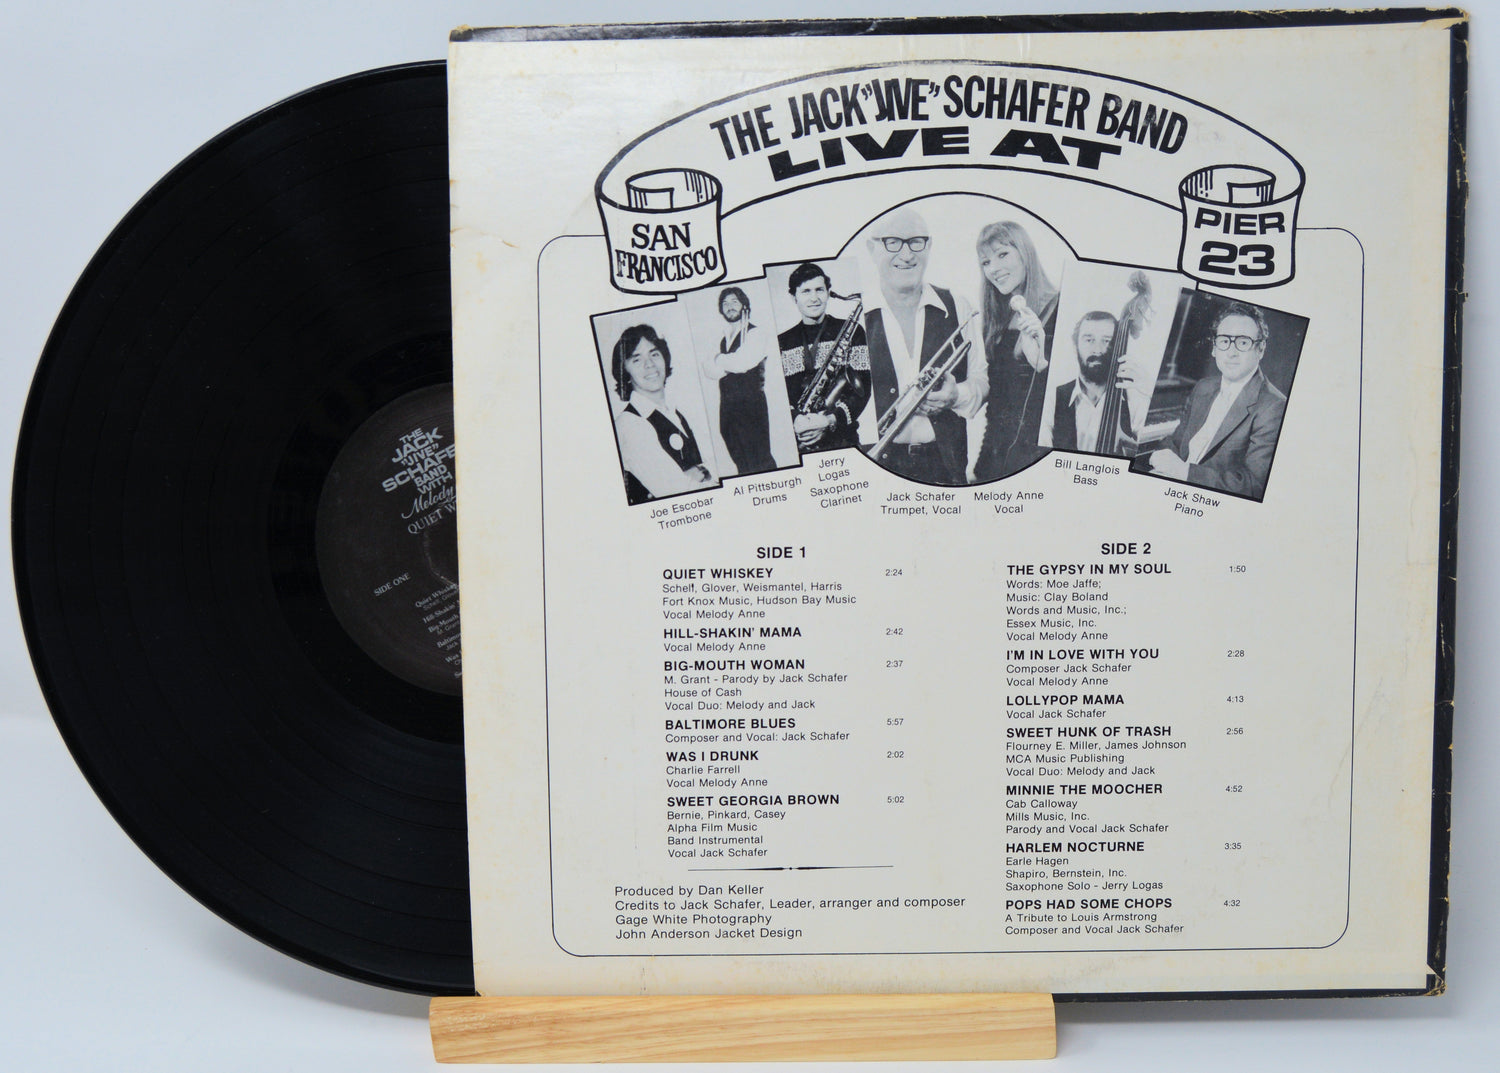 THE JACK "JIVE" SCHAFER BAND
LIVE AT
SAN
FRANCISCO
PIER
23
Joe Escobar
Trombone
Al Pittsburgh
Drums
Jerry
Logas
Saxophone
Clarinet
Jack Schafer
Trumpet, Vocal
Melody Anne
Vocal
Bill Langlois
Bass
Jack Shaw
Piano
SIDE 1
QUIET WHISKEY 2:24
Schell, Glover, Weismantel, Harris
Fort Knox Music, Hudson Bay Music
Vocal Melody Anne
HILL-SHAKIN' MAMA 2:42
Vocal Melody Anne
BIG-MOUTH WOMAN 2:37
M. Grant - Parody by Jack Schafer
House of Cash
Vocal Duo: Melody and Jack
BALTIMORE BLUES 5:57
Composer and Vocal: Jack Schafer
WAS I DRUNK 2:02
Charlie Farrell
Vocal Melody Anne
SWEET GEORGIA BROWN 5:02
Bernie, Pinkard, Casey
Alpha Film Music
Band Instrumental
Vocal Jack Schafer
Produced by Dan Keller
Credits to Jack Schafer, Leader, arranger and composer
Gage White Photography
John Anderson Jacket Design
SIDE 2
THE GYPSY IN MY SOUL 1:50
Words: Moe Jaffe;
Music: Clay Boland
Words and Music, Inc.;
Essex Music, Inc.
Vocal Melody Anne
I'M IN LOVE WITH YOU 2:28
Composer Jack Schafer
Vocal Melody Anne
LOLLYPOP MAMA 4:13
Vocal Jack Schafer
SWEET HUNK OF TRASH 2:56
Flourney E. Miller, James Johnson
MCA Music Publishing
Vocal Duo: Melody and Jack
MINNIE THE MOOCHER 4:52
Cab Calloway
Mills Music, Inc.
Parody and Vocal Jack Schafer
HARLEM NOCTURNE 3:35
Earle Hagen
Shapiro, Bernstein, Inc.
Saxophone Solo - Jerry Logas
POPS HAD SOME CHOPS 4:32
A Tribute to Louis Armstrong
Composer and Vocal Jack Schafer
THE
JACK
"JIVE"
SCHAFE
BAND
WITH
Melody
QUIET W
SIDE ONE
Quiet Whiskey
Hill-Shakin'
Big-Mouth
Baltimore
Was